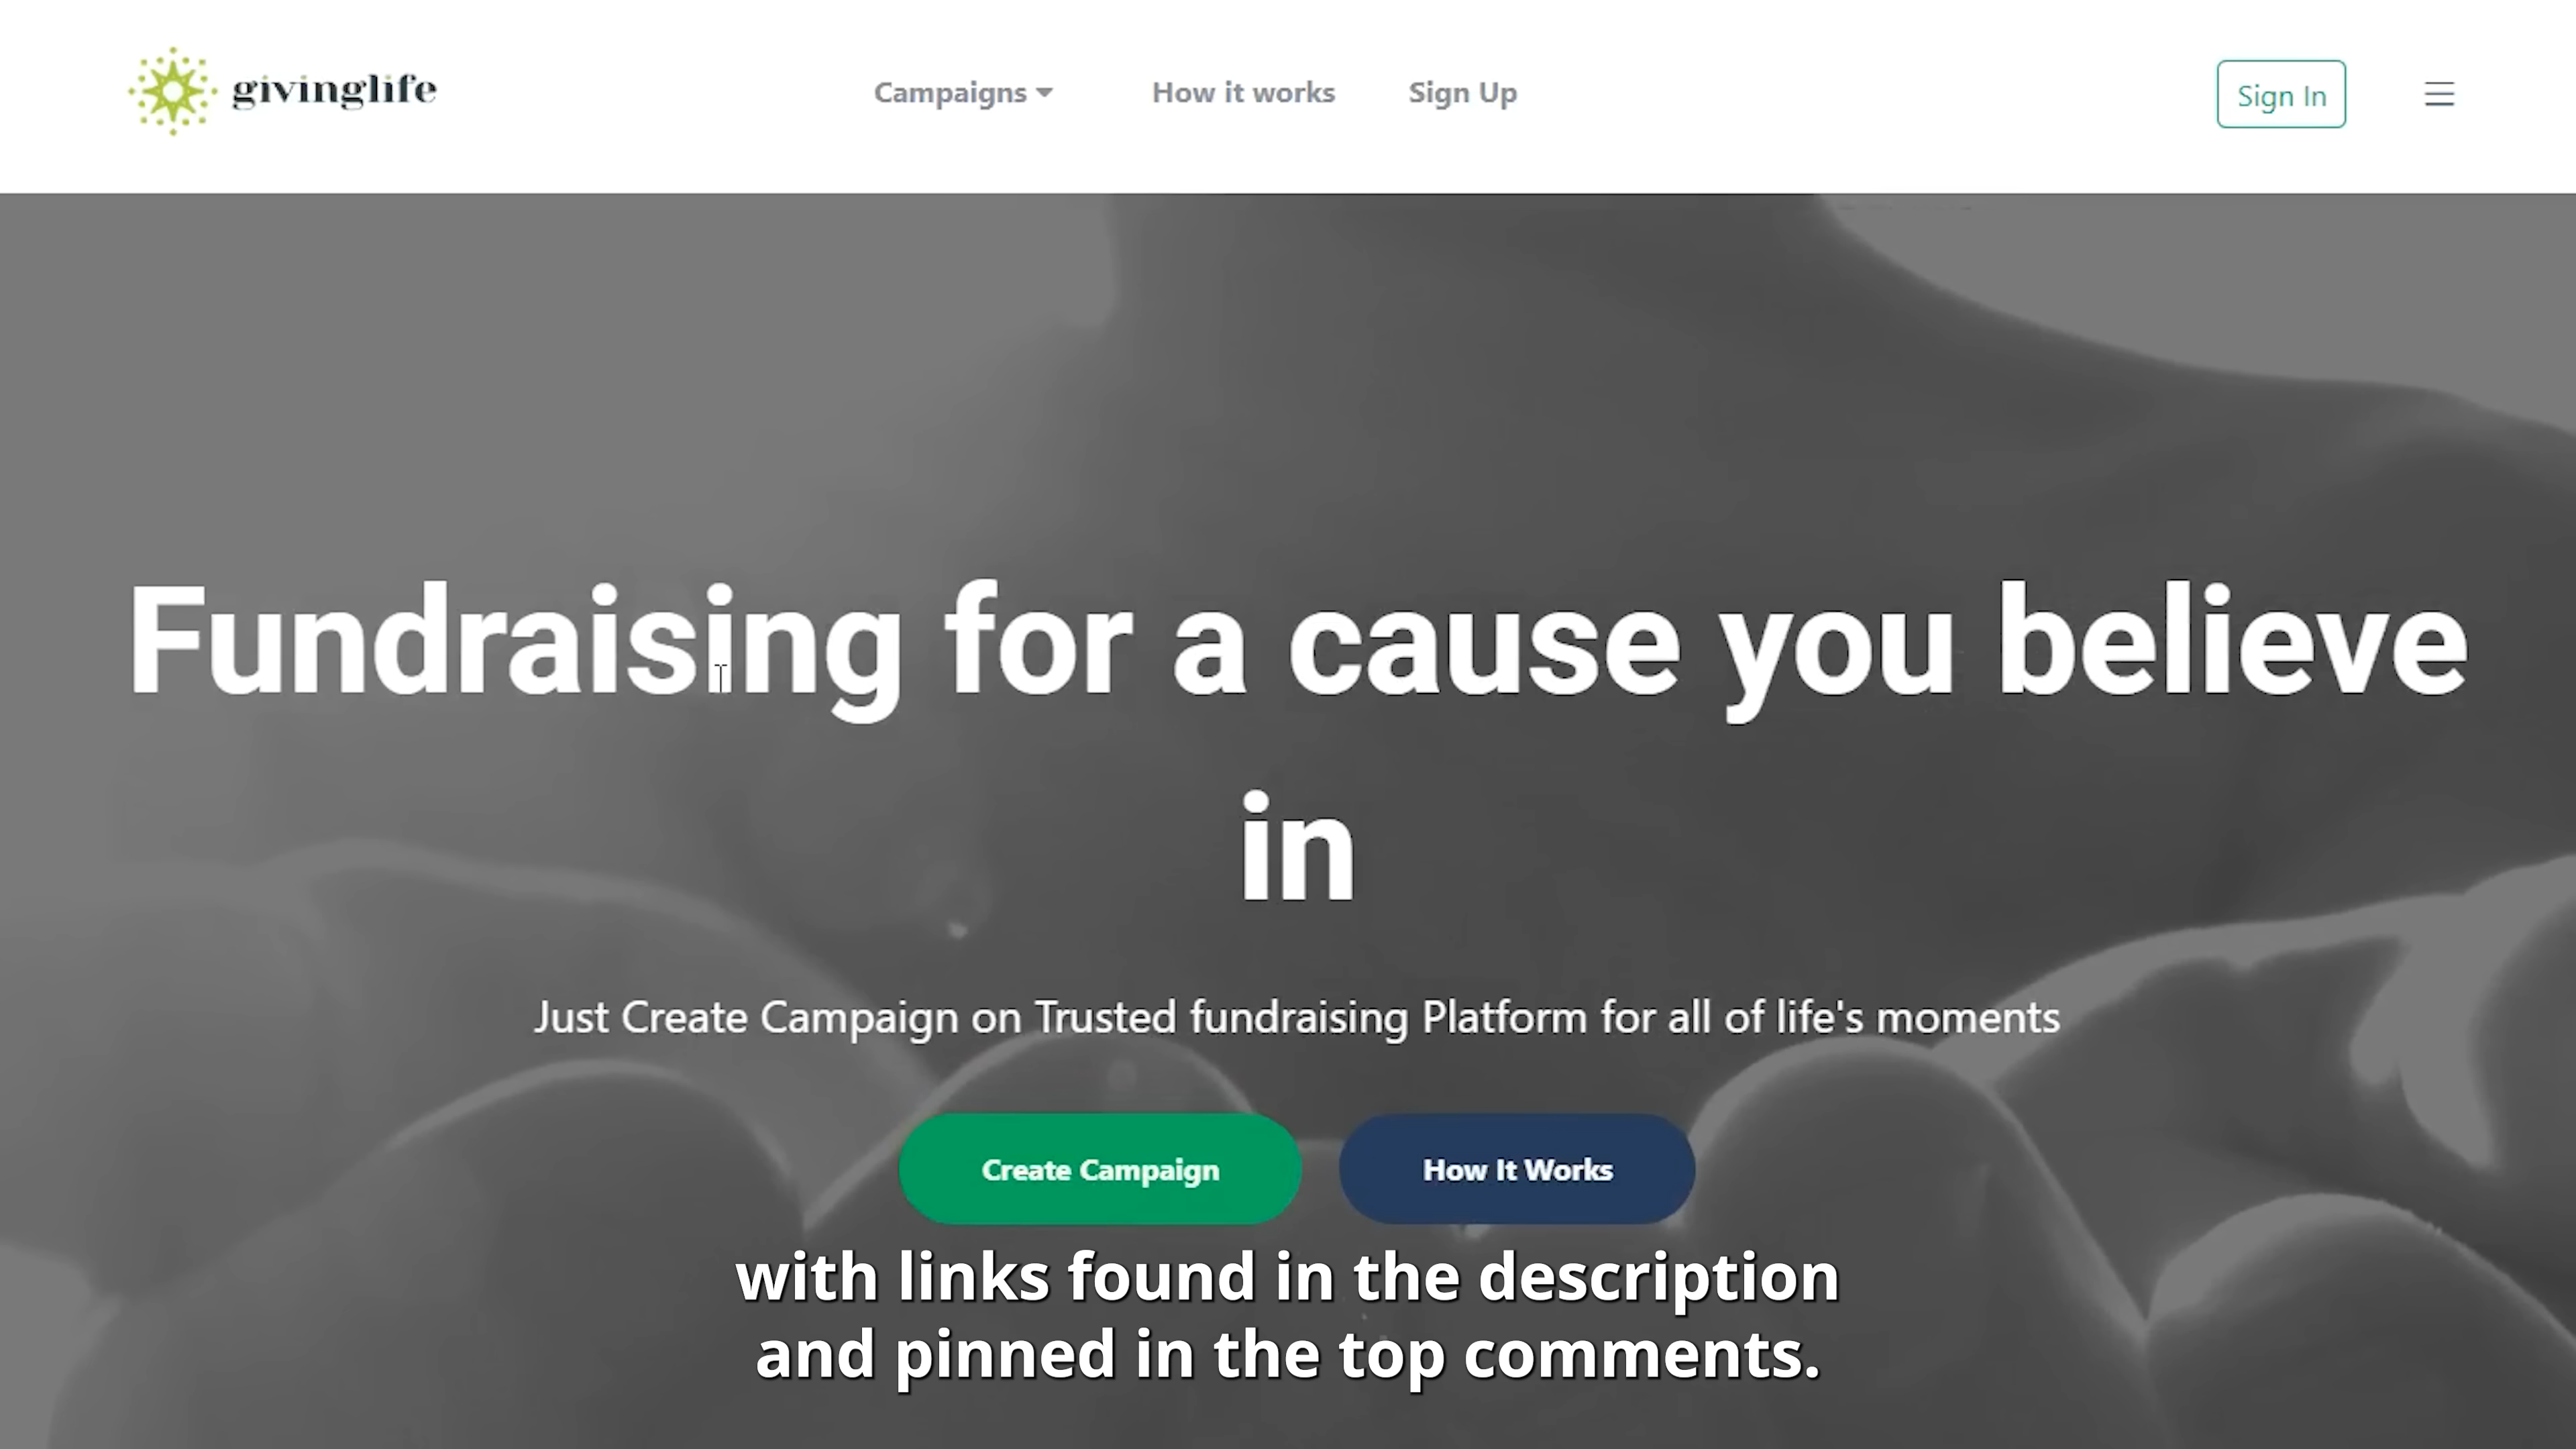 givinglife
Campaigns
How it works
Sign Up
Sign In
Fundraising for a cause you believe
in
Just Create Campaign on Trusted fundraising Platform for all of life's moments
Create Campaign
How It Works
with links found in the description
and pinned in the top comments.